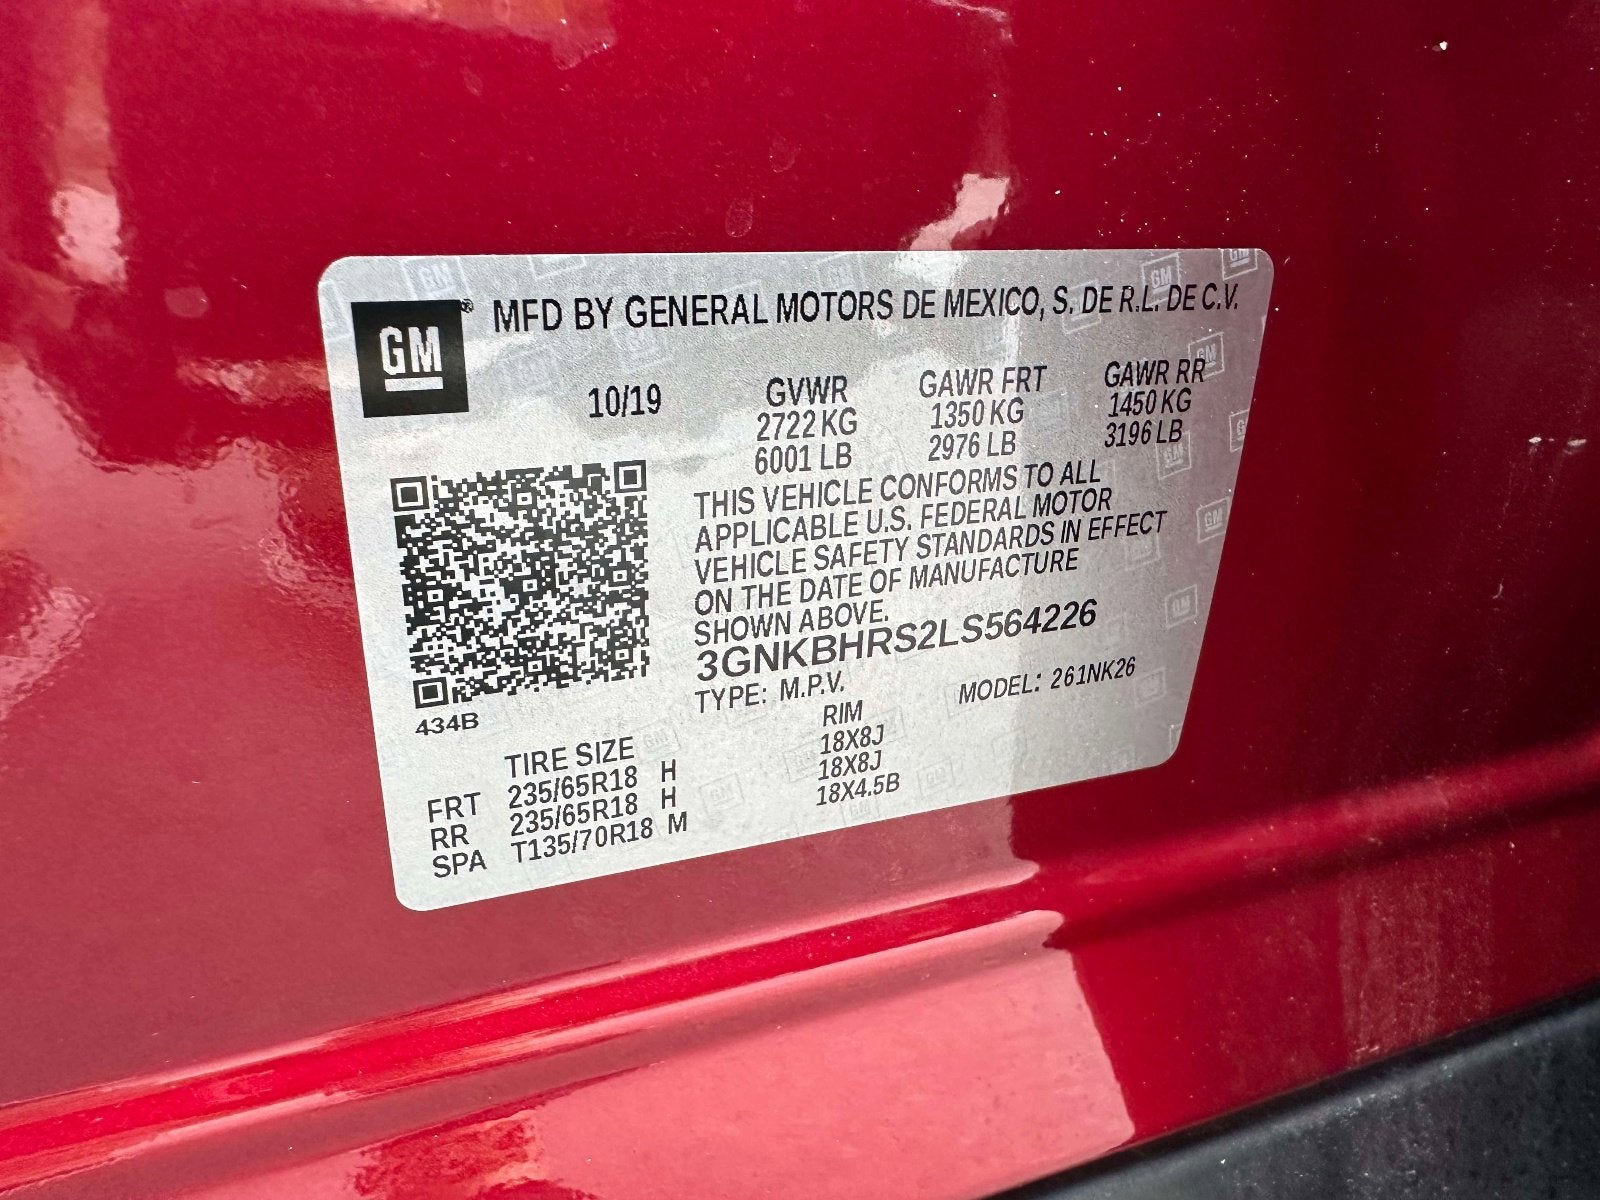 GM ® MFD BY GENERAL MOTORS DE MEXICO, S. DE R.L. DE C.V.
10/19 GVWR GAWR FRT GAWR RR
2722 KG 1350 KG 1450 KG
6001 LB 2976 LB 3196 LB
THIS VEHICLE CONFORMS TO ALL
APPLICABLE U.S. FEDERAL MOTOR
VEHICLE SAFETY STANDARDS IN EFFECT
ON THE DATE OF MANUFACTURE
SHOWN ABOVE.
3GNKBHRS2LS564226
TYPE: M.P.V. MODEL: 261NK26
434B
TIRE SIZE RIM
FRT 235/65R18 H 18X8J
RR 235/65R18 H 18X8J
SPA T135/70R18 M 18X4.5B